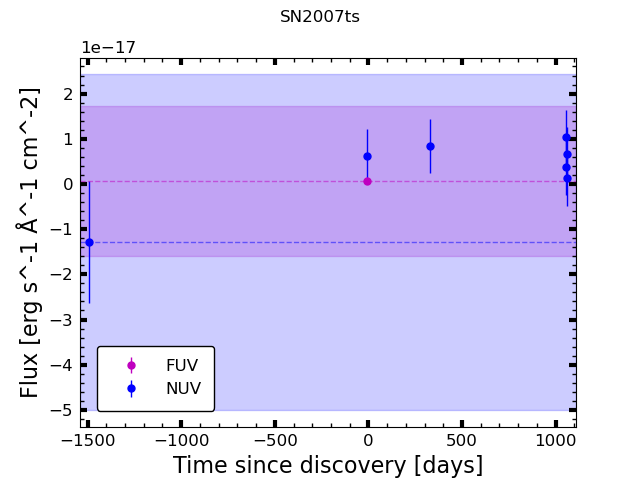 SN2007ts
1e−17
2
1
0
−1
−2
−3
−4
−5
Flux [erg s^-1 Å^-1 cm^-2]
FUV
NUV
−1500 −1000 −500 0 500 1000
Time since discovery [days]